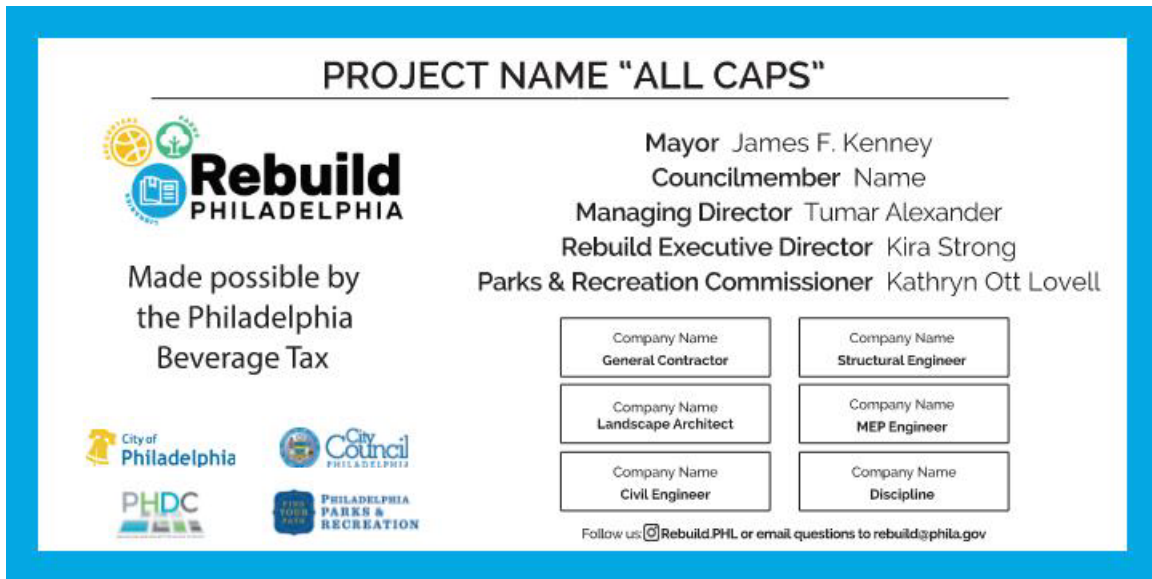 PROJECT NAME “ALL CAPS”
Rebuild
PHILADELPHIA
Made possible by
the Philadelphia
Beverage Tax
City of
Philadelphia
City
Council
PHILADELPHIA
PHDC
FIND
YOUR
PATH
PHILADELPHIA
PARKS &
RECREATION
Mayor James F. Kenney
Councilmember Name
Managing Director Tumar Alexander
Rebuild Executive Director Kira Strong
Parks & Recreation Commissioner Kathryn Ott Lovell
Company Name
General Contractor
Company Name
Structural Engineer
Company Name
Landscape Architect
Company Name
MEP Engineer
Company Name
Civil Engineer
Company Name
Discipline
Follow us: Rebuild.PHL or email questions to rebuild@phila.gov